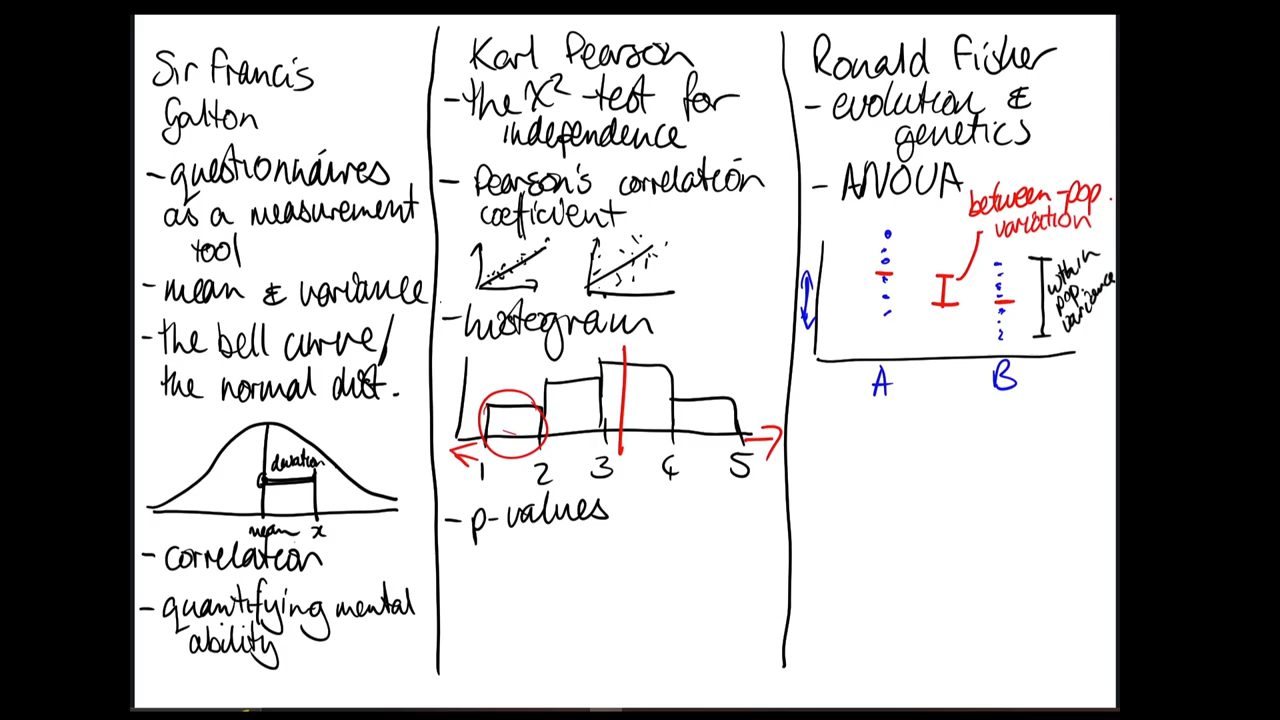 Sir Francis
Galton
- questionnaires
as a measurement
tool
- mean & variance
- the bell curve/
the normal dist.
deviation
mean x
- correlation
- quantifying mental
ability
Karl Pearson
- the X² test for
independence
- Pearson's correlation
coeficient
- histogram
1 2 3 4 5
- p-values
Ronald Fisher
- evolution &
genetics
- ANOVA
between-pop.
variation
within
pop.
variance
A B